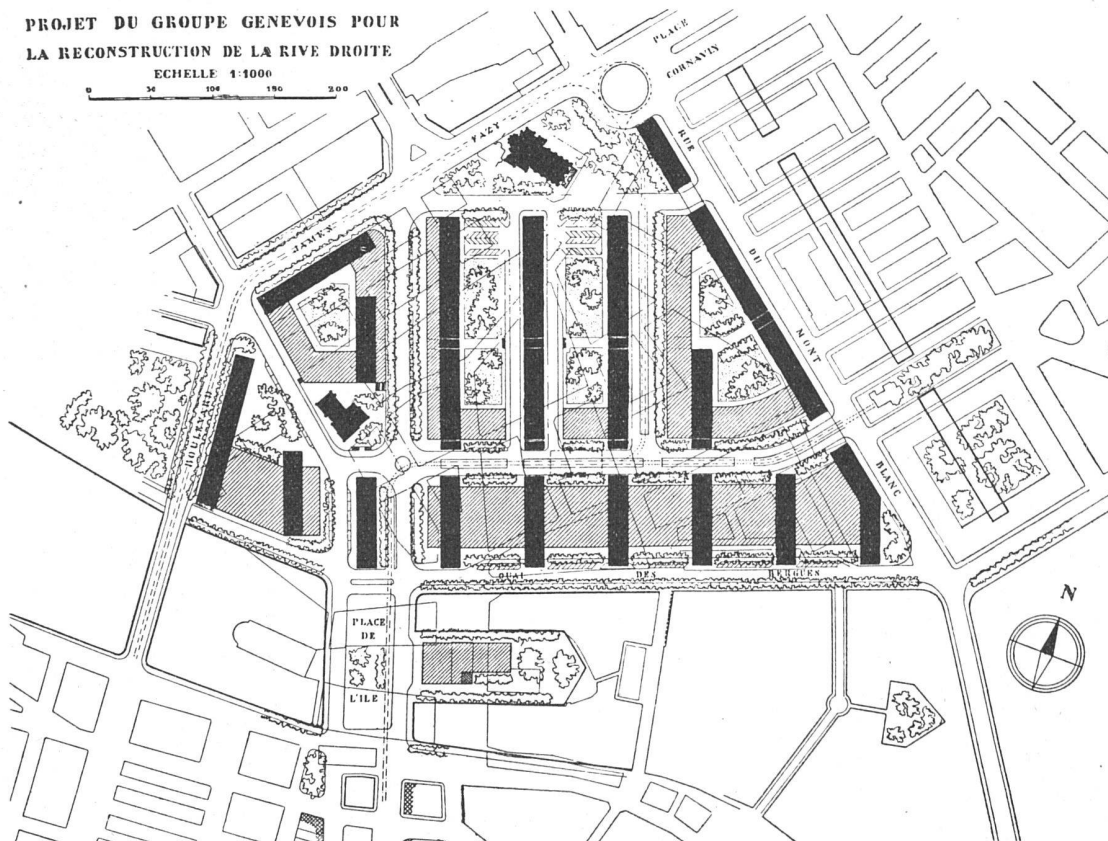 PROJET DU GROUPE GENEVOIS POUR
LA RECONSTRUCTION DE LA RIVE DROITE
ECHELLE 1:1000
0 50 100 150 200
PLACE
CORNAVIN
FAZY
RUE
JAMES
DU
MONT
BOULEVARD
BLANC
QUAI DES BERGUES
PLACE
DE
L'ILE
N